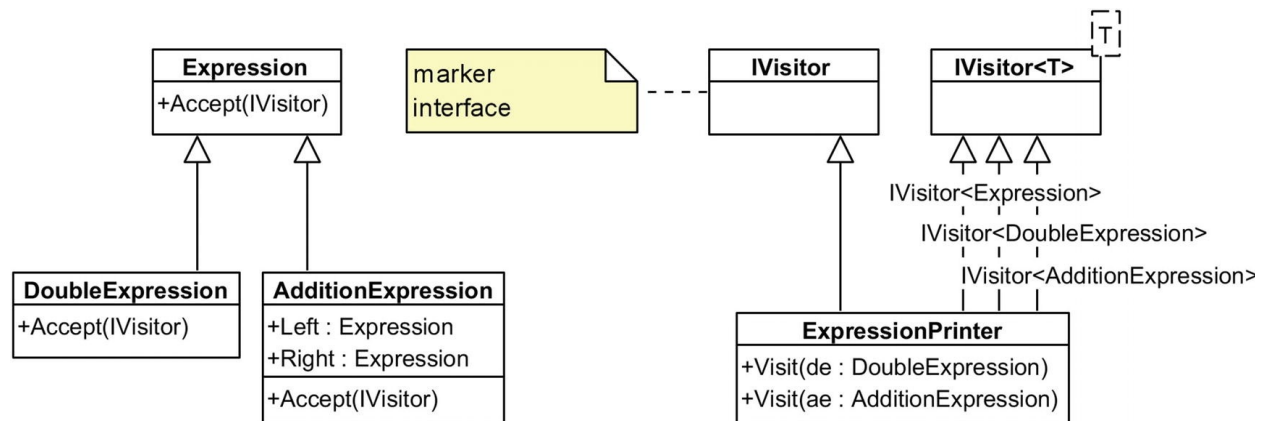 Expression
+Accept(IVisitor)
marker
interface
IVisitor
T
IVisitor<T>
IVisitor<Expression>
IVisitor<DoubleExpression>
IVisitor<AdditionExpression>
DoubleExpression
+Accept(IVisitor)
AdditionExpression
+Left : Expression
+Right : Expression
+Accept(IVisitor)
ExpressionPrinter
+Visit(de : DoubleExpression)
+Visit(ae : AdditionExpression)